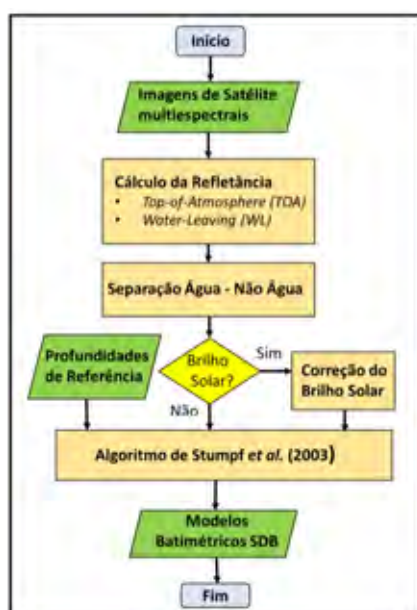 Início
Imagens de Satélite
multiespectrais
Cálculo da Refletância
• Top-of-Atmosphere (TOA)
• Water-Leaving (WL)
Separação Água - Não Água
Profundidades
de Referência
Brilho
Solar?
Sim
Correção do
Brilho Solar
Não
Algoritmo de Stumpf et al. (2003)
Modelos
Batimétricos SDB
Fim